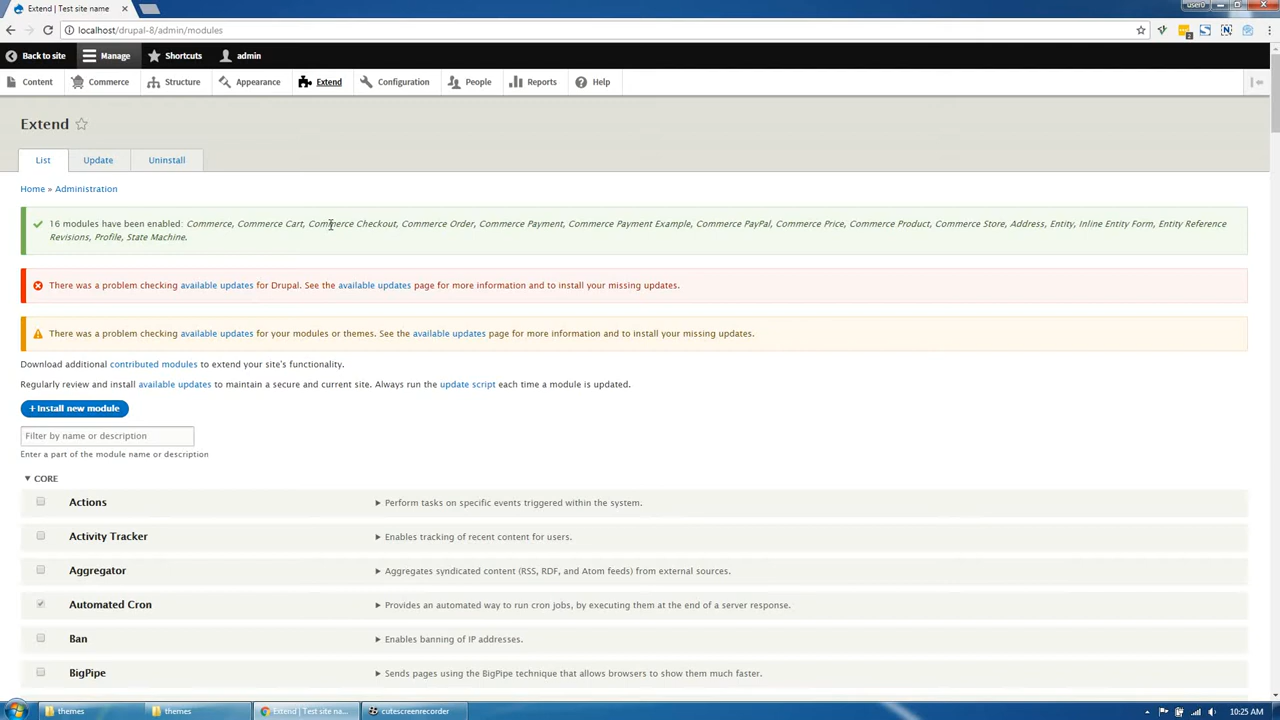 Extend | Test site name
user0
localhost/drupal-8/admin/modules
Back to site Manage Shortcuts admin
Content Commerce Structure Appearance Extend Configuration People Reports Help
Extend
List Update Uninstall
Home » Administration
16 modules have been enabled: Commerce, Commerce Cart, Commerce Checkout, Commerce Order, Commerce Payment, Commerce Payment Example, Commerce PayPal, Commerce Price, Commerce Product, Commerce Store, Address, Entity, Inline Entity Form, Entity Reference
Revisions, Profile, State Machine.
There was a problem checking available updates for Drupal. See the available updates page for more information and to install your missing updates.
There was a problem checking available updates for your modules or themes. See the available updates page for more information and to install your missing updates.
Download additional contributed modules to extend your site's functionality.
Regularly review and install available updates to maintain a secure and current site. Always run the update script each time a module is updated.
+ Install new module
Filter by name or description
Enter a part of the module name or description
▼ CORE
Actions ► Perform tasks on specific events triggered within the system.
Activity Tracker ► Enables tracking of recent content for users.
Aggregator ► Aggregates syndicated content (RSS, RDF, and Atom feeds) from external sources.
Automated Cron ► Provides an automated way to run cron jobs, by executing them at the end of a server response.
Ban ► Enables banning of IP addresses.
BigPipe ► Sends pages using the BigPipe technique that allows browsers to show them much faster.
themes themes Extend | Test site na... cutescreenrecorder 10:25 AM